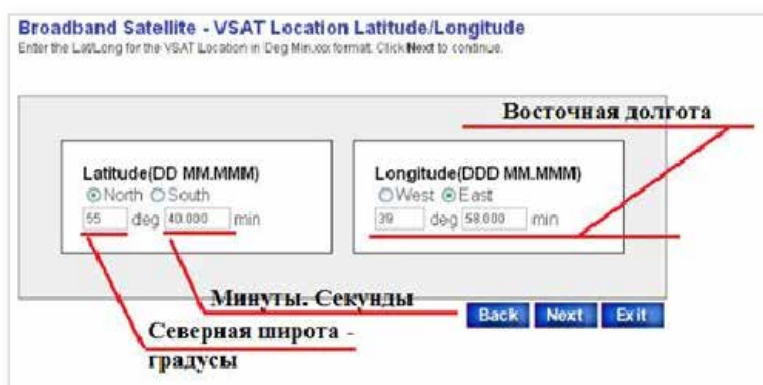 Broadband Satellite - VSAT Location Latitude/Longitude
Enter the Lat/Long for the VSAT Location in Deg Min.xxx format. Click Next to continue.
Восточная долгота
Latitude(DD MM.MMM)
North South
55 deg 40.000 min
Longitude(DDD MM.MMM)
West East
39 deg 58.000 min
Минуты. Секунды
Северная широта -
градусы
Back Next Exit